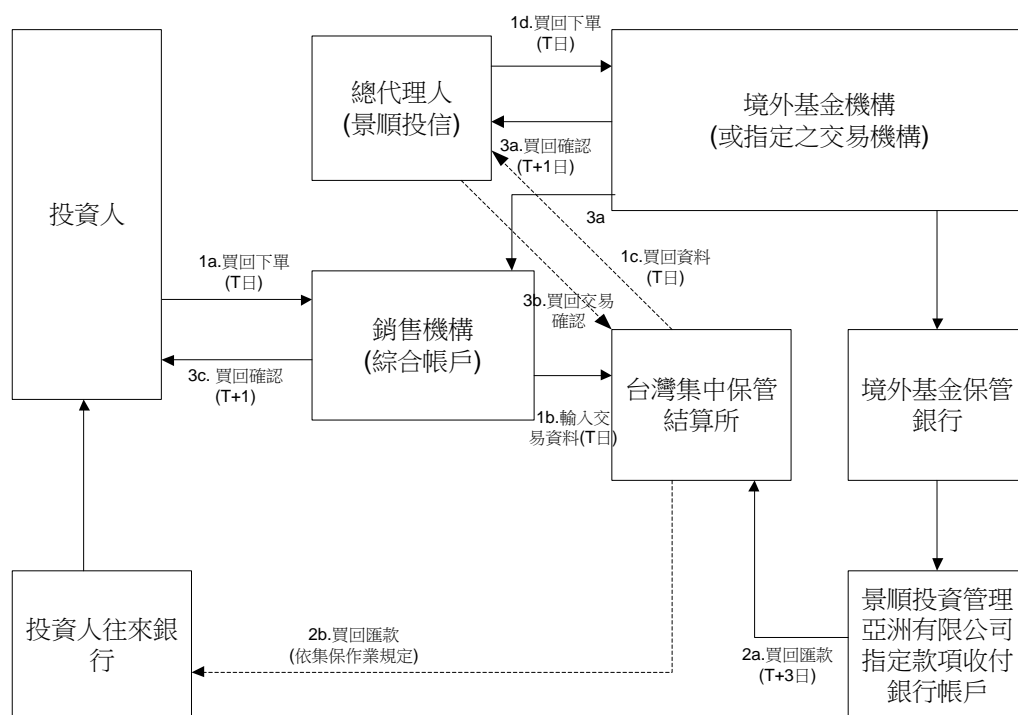 1d.買回下單
(T日)
總代理人
(景順投信)
境外基金機構
(或指定之交易機構)
3a.買回確認
(T+1日)
投資人
3a
1a.買回下單
(T日)
1c.買回資料
(T日)
銷售機構
(綜合帳戶)
3b.買回交易
確認
3c. 買回確認
(T+1)
台灣集中保管
結算所
境外基金保管
銀行
1b.輸入交
易資料(T日)
投資人往來銀
行
2b.買回匯款
(依集保作業規定)
2a.買回匯款
(T+3日)
景順投資管理
亞洲有限公司
指定款項收付
銀行帳戶